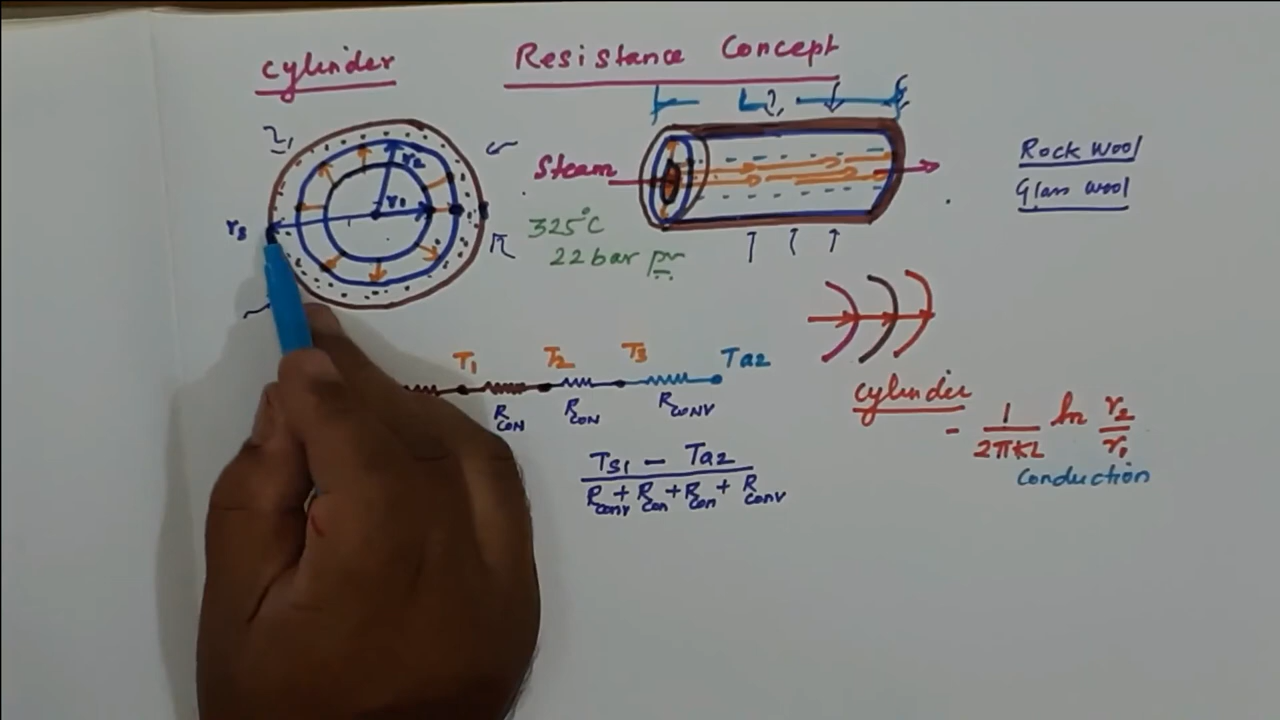 cylinder
Resistance Concept
L
r2
r1
r3
Steam
325°C
22 bar pr
Rock wool
Glass wool
T1 T2 T3 Ta2
RCON RCON RCONV
Ts1 - Ta2
Rconv + Rcon + Rcon + Rconv
cylinder
- 1 ln r2
2πKL r1
Conduction